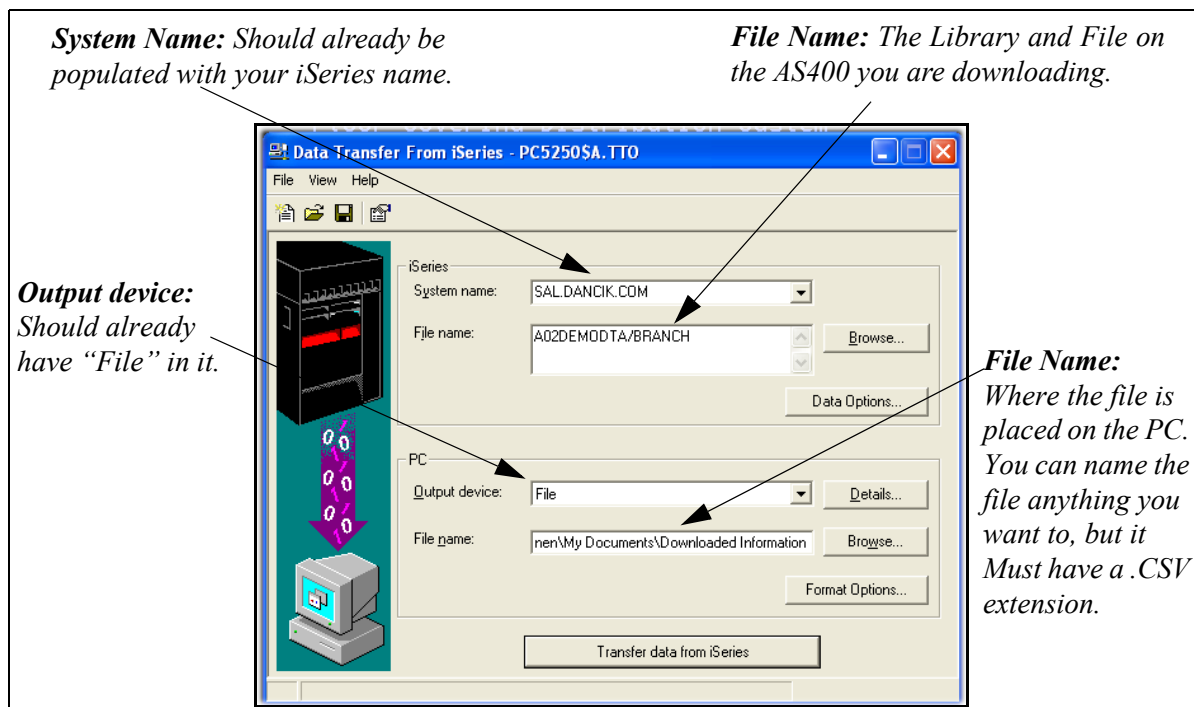 System Name: Should already be
populated with your iSeries name.
File Name: The Library and File on
the AS400 you are downloading.
Data Transfer From iSeries - PC5250$A.TTO
File View Help
Output device:
Should already
have “File” in it.
iSeries
System name:
SAL.DANCIK.COM
File name:
A02DEMODTA/BRANCH
Browse...
Data Options...
PC
Output device:
File
Details...
File name:
nen\My Documents\Downloaded Information
Browse...
Format Options...
Transfer data from iSeries
File Name:
Where the file is
placed on the PC.
You can name the
file anything you
want to, but it
Must have a .CSV
extension.